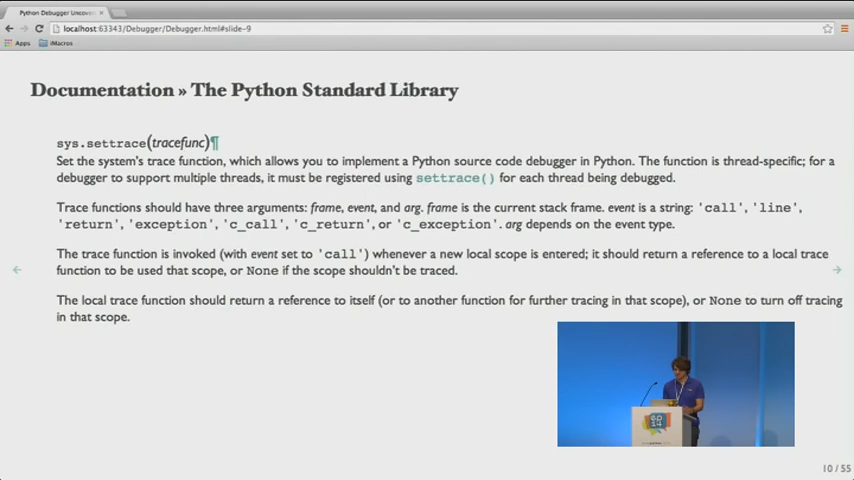 Python Debugger Uncover
localhost:63343/Debugger/Debugger.html#slide-9
Apps
iMacros
Documentation » The Python Standard Library
sys.settrace(tracefunc)¶
Set the system's trace function, which allows you to implement a Python source code debugger in Python. The function is thread-specific; for a
debugger to support multiple threads, it must be registered using settrace() for each thread being debugged.
Trace functions should have three arguments: frame, event, and arg. frame is the current stack frame. event is a string: 'call', 'line',
'return', 'exception', 'c_call', 'c_return', or 'c_exception'. arg depends on the event type.
The trace function is invoked (with event set to 'call') whenever a new local scope is entered; it should return a reference to a local trace
function to be used that scope, or None if the scope shouldn't be traced.
The local trace function should return a reference to itself (or to another function for further tracing in that scope), or None to turn off tracing
in that scope.
10 / 55